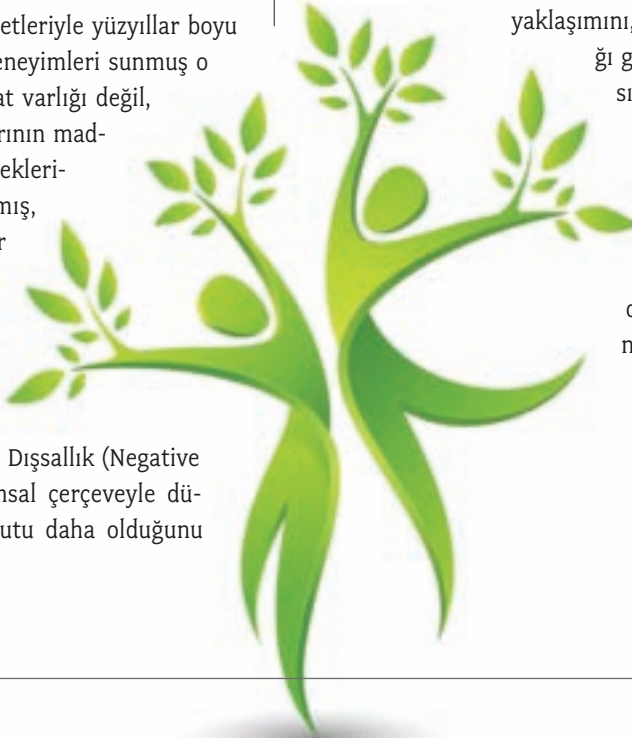 etleriyle yüzyıllar boyu
eneyimleri sunmuş o
at varlığı değil,
rının mad-
ekleri-
mış,
r
Dışsallık (Negative
nsal çerçeveyle dü-
utu daha olduğunu
yaklaşımını,
ğı g
sı
n